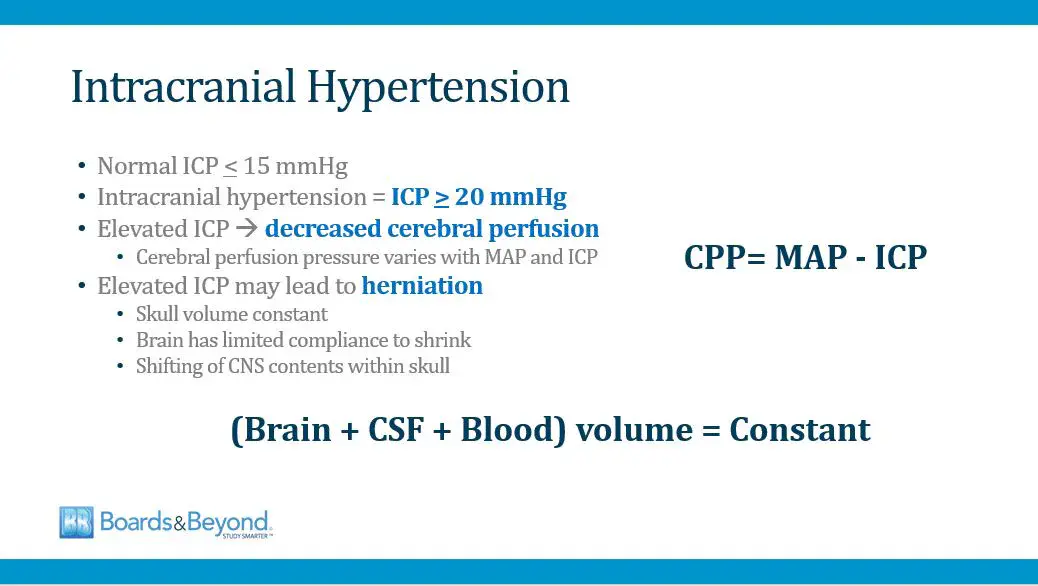 Intracranial Hypertension
• Normal ICP ≤ 15 mmHg
• Intracranial hypertension = ICP ≥ 20 mmHg
• Elevated ICP → decreased cerebral perfusion
• Cerebral perfusion pressure varies with MAP and ICP
• Elevated ICP may lead to herniation
• Skull volume constant
• Brain has limited compliance to shrink
• Shifting of CNS contents within skull
CPP= MAP - ICP
(Brain + CSF + Blood) volume = Constant
BB Boards&Beyond.
STUDY SMARTER™